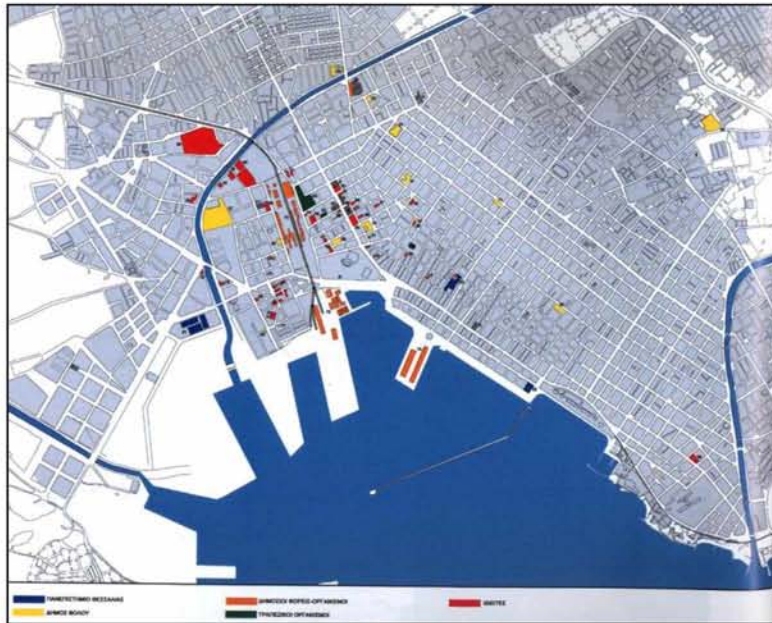 ΠΑΝΕΠΙΣΤΗΜΙΟ ΘΕΣΣΑΛΙΑΣ
ΔΗΜΟΣ ΒΟΛΟΥ
ΔΗΜΟΣΙΟΙ ΦΟΡΕΙΣ-ΟΡΓΑΝΙΣΜΟΙ
ΤΡΑΠΕΖΙΚΟΙ ΟΡΓΑΝΙΣΜΟΙ
ΙΔΙΩΤΕΣ